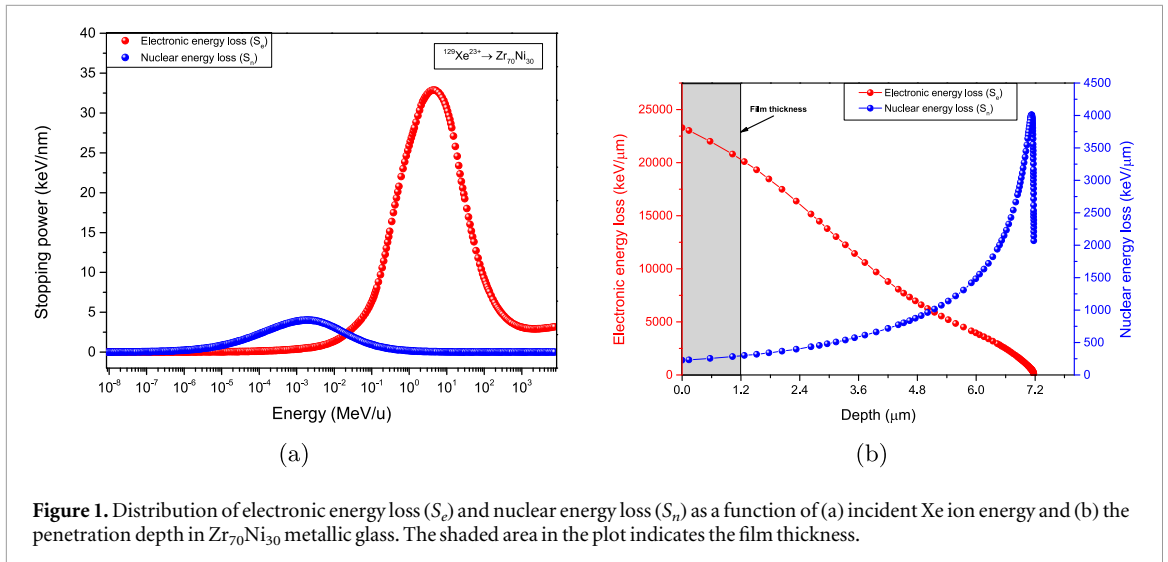 40
35
30
25
20
15
10
5
0
Stopping power (keV/nm)
Electronic energy loss (Sₑ)
Nuclear energy loss (Sₙ)
¹²⁹Xe²³⁺→ Zr₇₀Ni₃₀
10⁻⁸ 10⁻⁷ 10⁻⁶ 10⁻⁵ 10⁻⁴ 10⁻³ 10⁻² 10⁻¹ 10⁰ 10¹ 10² 10³
Energy (MeV/u)
(a)
25000
20000
15000
10000
5000
0
Electronic energy loss (keV/μm)
Film thickness
Electronic energy loss (Sₑ)
Nuclear energy loss (Sₙ)
4500
4000
3500
3000
2500
2000
1500
1000
500
0
Nuclear energy loss (keV/μm)
0.0 1.2 2.4 3.6 4.8 6.0 7.2
Depth (μm)
(b)
Figure 1. Distribution of electronic energy loss (Sₑ) and nuclear energy loss (Sₙ) as a function of (a) incident Xe ion energy and (b) the
penetration depth in Zr₇₀Ni₃₀ metallic glass. The shaded area in the plot indicates the film thickness.